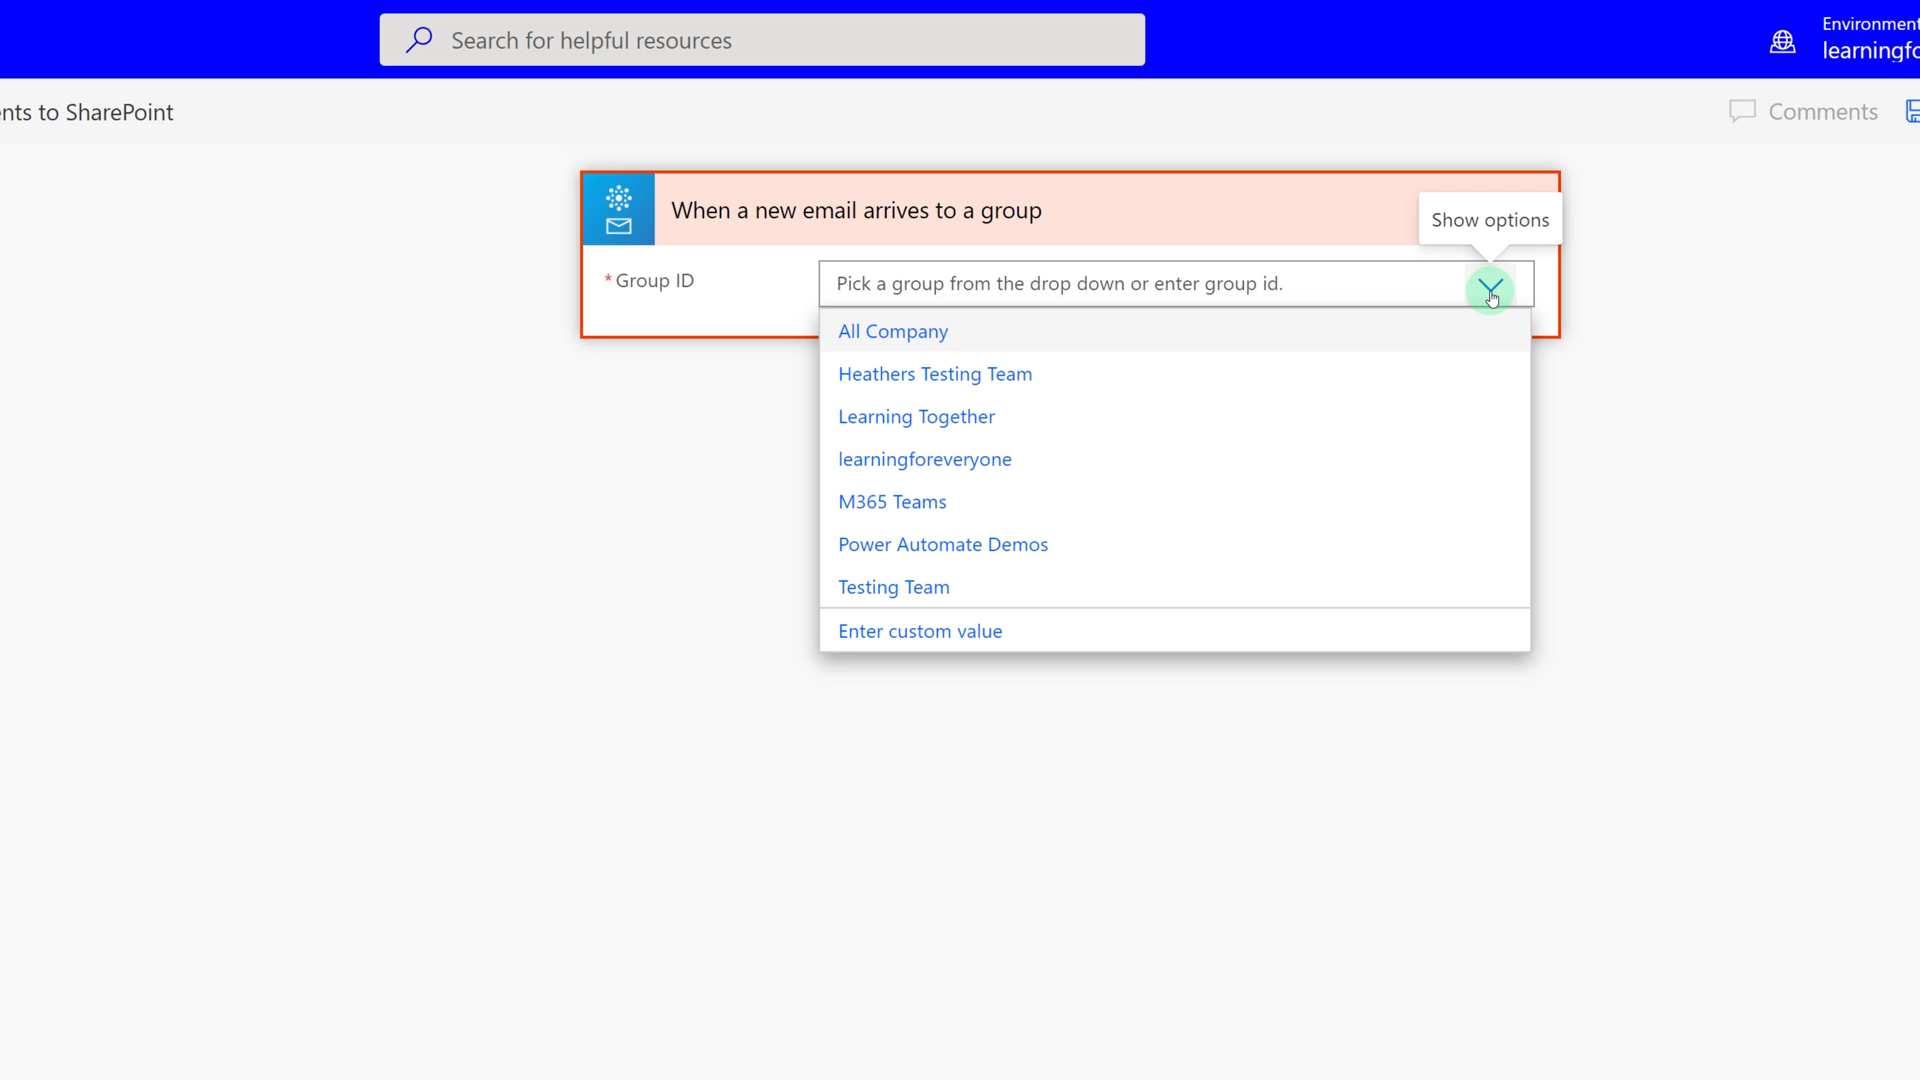 Search for helpful resources
Environment
learningfo
nts to SharePoint
Comments
When a new email arrives to a group
Show options
* Group ID
Pick a group from the drop down or enter group id.
All Company
Heathers Testing Team
Learning Together
learningforeveryone
M365 Teams
Power Automate Demos
Testing Team
Enter custom value